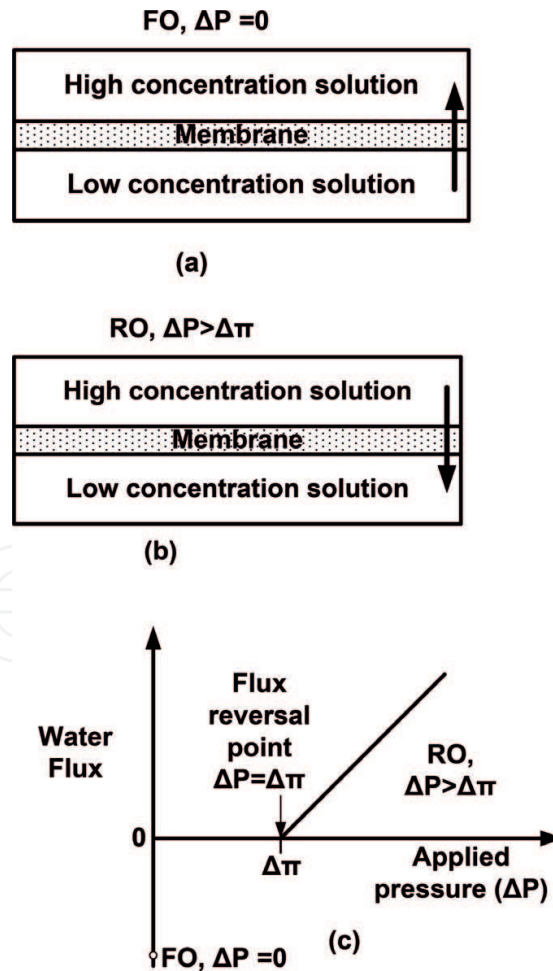 FO, ΔP =0
High concentration solution
Membrane
Low concentration solution
(a)
RO, ΔP>Δπ
High concentration solution
Membrane
Low concentration solution
(b)
Flux
reversal
point
ΔP=Δπ
Water
Flux
RO,
ΔP>Δπ
0
Δπ
Applied
pressure (ΔP)
FO, ΔP =0
(c)